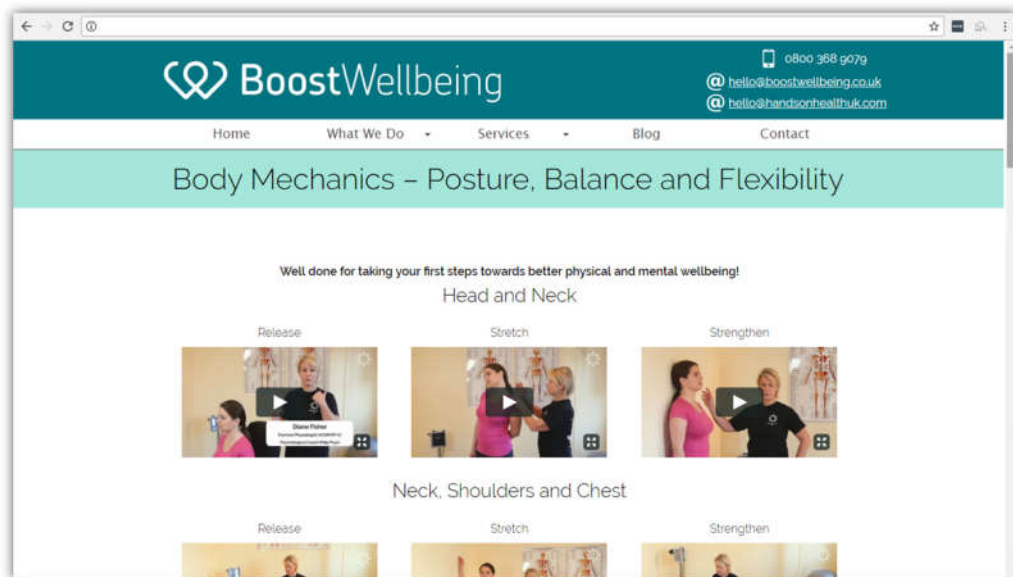 BoostWellbeing
0800 368 9079
@ hello@boostwellbeing.co.uk
@ hello@handsonhealthuk.com
Home What We Do Services Blog Contact
Body Mechanics – Posture, Balance and Flexibility
Well done for taking your first steps towards better physical and mental wellbeing!
Head and Neck
Release Stretch Strengthen
Diane Fisher
Neck, Shoulders and Chest
Release Stretch Strengthen